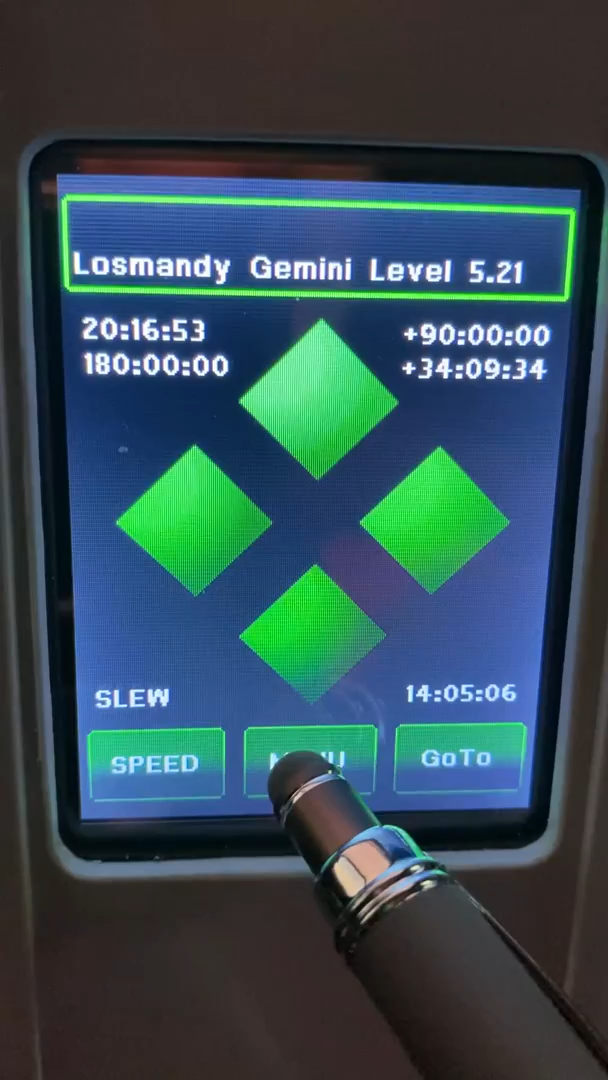 Losmandy Gemini Level 5.21
20:16:53 +90:00:00
180:00:00 +34:09:34
SLEW 14:05:06
SPEED GoTo